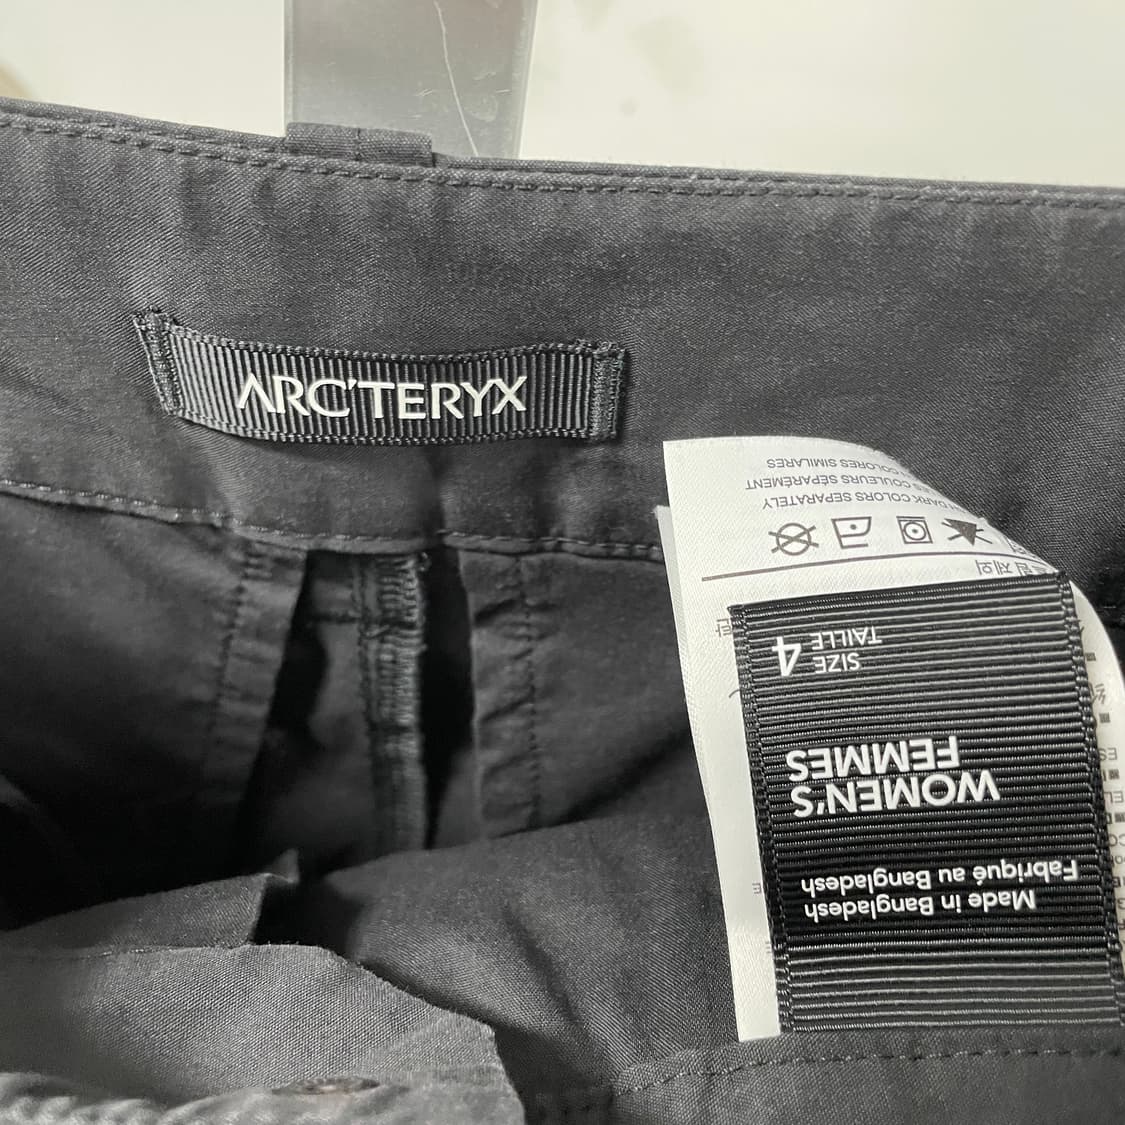 ARC'TERYX
Made in Bangladesh
Fabriqué au Bangladesh
WOMEN'S
FEMMES
SIZE
TAILLE
4
DARK COLORS SEPARATELY
COULEURS SÉPARÉMENT
COLORES SIMILARES